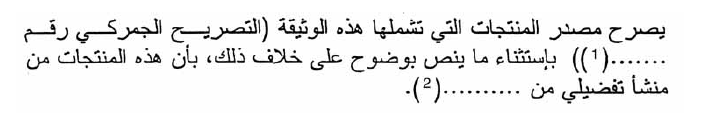 يصرح مصدر المنتجات التي تشملها هذه الوثيقة (التصريح الجمركي رقم
.......(1)) بإستثناء ما ينص بوضوح على خلاف ذلك، بأن هذه المنتجات من
منشأ تفضيلي من ..........(2).